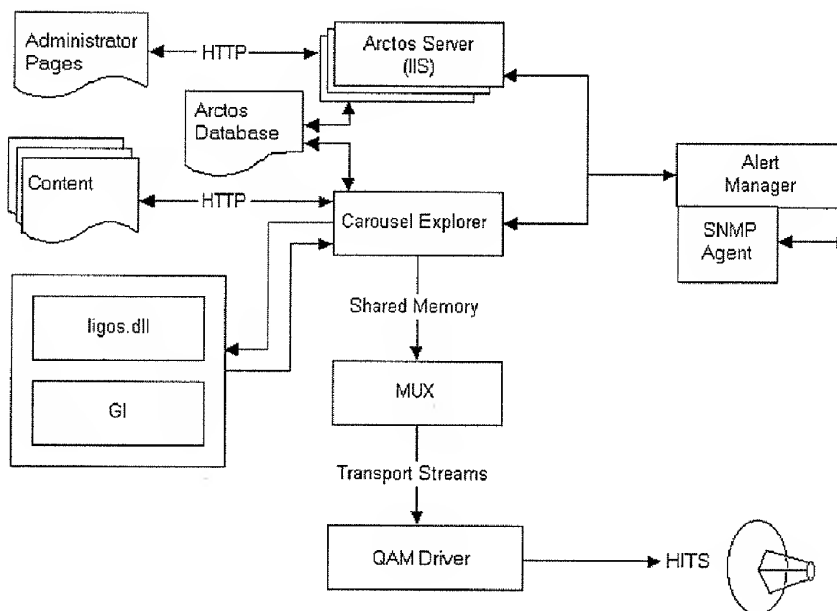 Administrator
Pages
HTTP
Arctos Server
(IIS)
Arctos
Database
Content
HTTP
Carousel Explorer
Alert
Manager
SNMP
Agent
Shared Memory
ligos.dll
GI
MUX
Transport Streams
QAM Driver
HITS